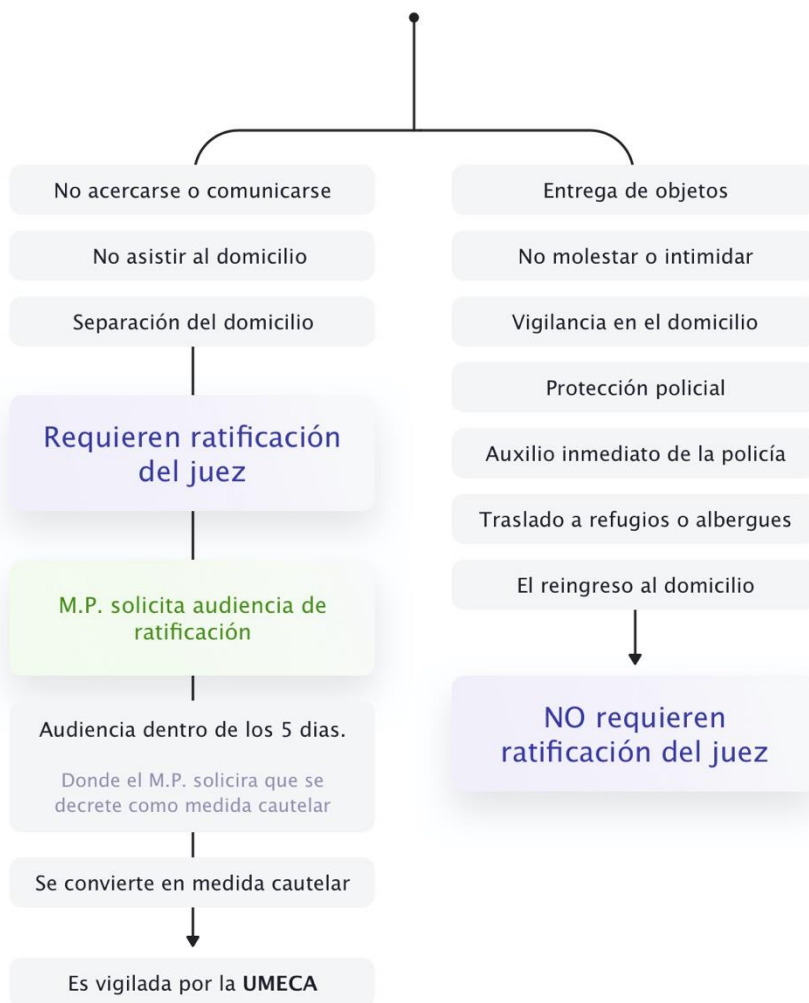 No acercarse o comunicarse
No asistir al domicilio
Separación del domicilio
Requieren ratificación
del juez
M.P. solicita audiencia de
ratificación
Audiencia dentro de los 5 dias.
Donde el M.P. solicira que se
decrete como medida cautelar
Se convierte en medida cautelar
Es vigilada por la UMECA
Entrega de objetos
No molestar o intimidar
Vigilancia en el domicilio
Protección policial
Auxilio inmediato de la policía
Traslado a refugios o albergues
El reingreso al domicilio
NO requieren
ratificación del juez